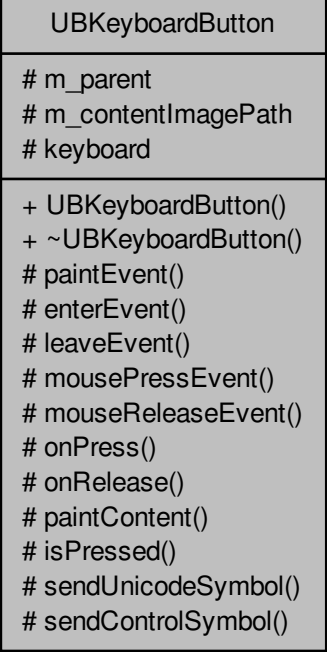 UBKeyboardButton
# m_parent
# m_contentImagePath
# keyboard
+ UBKeyboardButton()
+ ~UBKeyboardButton()
# paintEvent()
# enterEvent()
# leaveEvent()
# mousePressEvent()
# mouseReleaseEvent()
# onPress()
# onRelease()
# paintContent()
# isPressed()
# sendUnicodeSymbol()
# sendControlSymbol()